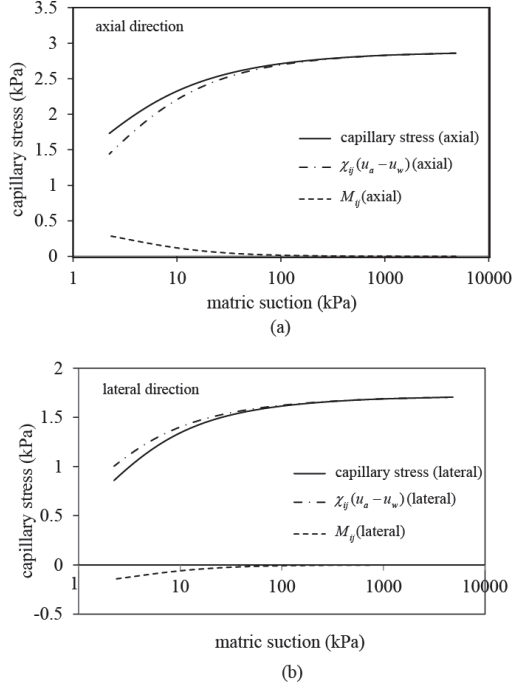 3.5
axial direction
3
2.5
2
capillary stress (axial)
1.5
χij(ua − uw)(axial)
1
Mij(axial)
0.5
0
capillary stress (kPa)
1 10 100 1000 10000
matric suction (kPa)
(a)
2
lateral direction
1.5
1
capillary stress (lateral)
χij(ua − uw)(lateral)
0.5
Mij(lateral)
0
capillary stress (kPa)
1 10 100 1000 10000
-0.5
matric suction (kPa)
(b)